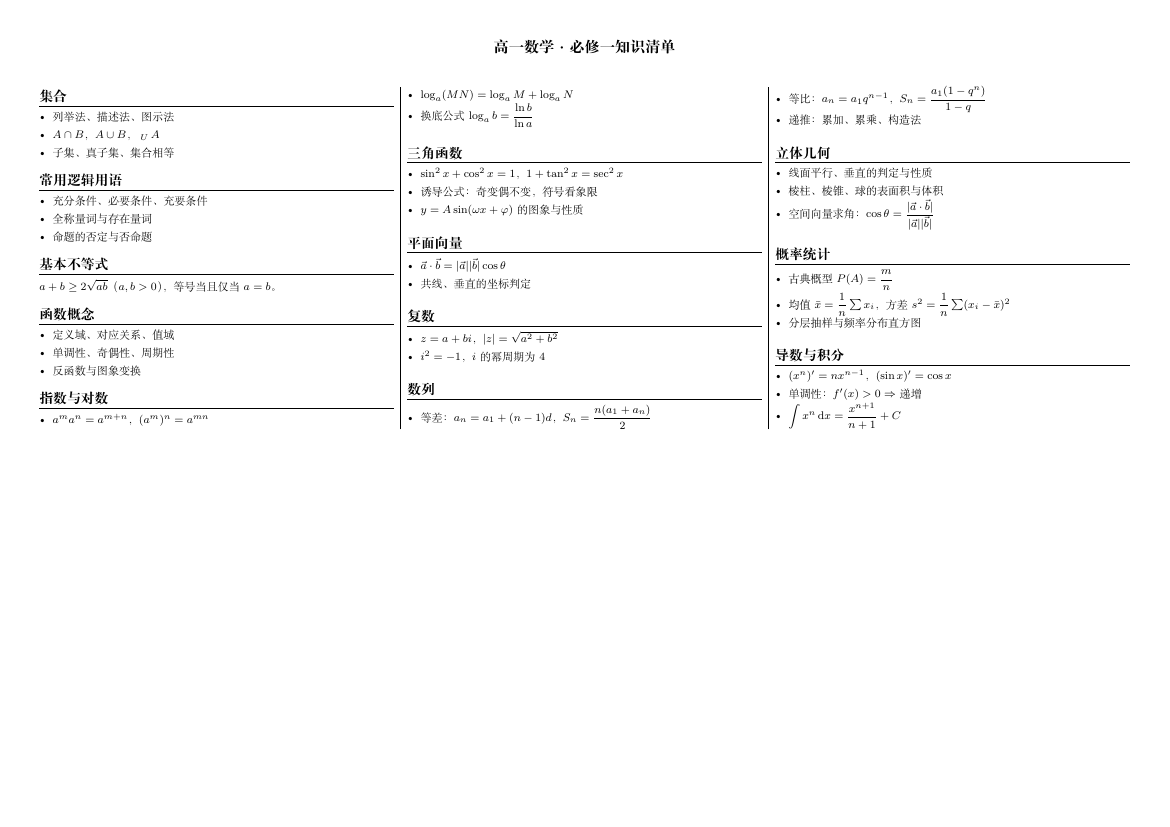 高一数学 · 必修一知识清单
集合
• 列举法、描述法、图示法
• A ∩ B, A ∪ B, _U A
• 子集、真子集、集合相等
常用逻辑用语
• 充分条件、必要条件、充要条件
• 全称量词与存在量词
• 命题的否定与否命题
基本不等式
a + b ≥ 2√(ab) (a, b > 0), 等号当且仅当 a = b。
函数概念
• 定义域、对应关系、值域
• 单调性、奇偶性、周期性
• 反函数与图象变换
指数与对数
• a^m a^n = a^{m+n}, (a^m)^n = a^{mn}
• log_a(MN) = log_a M + log_a N
• 换底公式 log_a b = ln b / ln a
三角函数
• sin² x + cos² x = 1, 1 + tan² x = sec² x
• 诱导公式: 奇变偶不变, 符号看象限
• y = A sin(ωx + φ) 的图象与性质
平面向量
• a⃗ · b⃗ = |a⃗||b⃗| cos θ
• 共线、垂直的坐标判定
复数
• z = a + bi, |z| = √(a² + b²)
• i² = −1, i 的幂周期为 4
数列
• 等差: a_n = a_1 + (n − 1)d, S_n = n(a_1 + a_n) / 2
• 等比: a_n = a_1 q^{n−1}, S_n = a_1(1 − q^n) / (1 − q)
• 递推: 累加、累乘、构造法
立体几何
• 线面平行、垂直的判定与性质
• 棱柱、棱锥、球的表面积与体积
• 空间向量求角: cos θ = |a⃗ · b⃗| / |a⃗||b⃗|
概率统计
• 古典概型 P(A) = m/n
• 均值 x̄ = 1/n ∑ x_i, 方差 s² = 1/n ∑(x_i − x̄)²
• 分层抽样与频率分布直方图
导数与积分
• (x^n)′ = nx^{n−1}, (sin x)′ = cos x
• 单调性: f′(x) > 0 ⇒ 递增
• ∫ x^n dx = x^{n+1} / (n + 1) + C